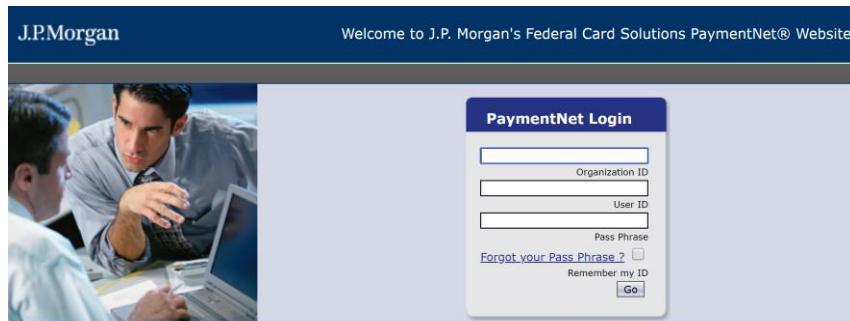 J.P.Morgan
Welcome to J.P. Morgan's Federal Card Solutions PaymentNet® Website
PaymentNet Login
Organization ID
User ID
Pass Phrase
Forgot your Pass Phrase ?
Remember my ID
Go